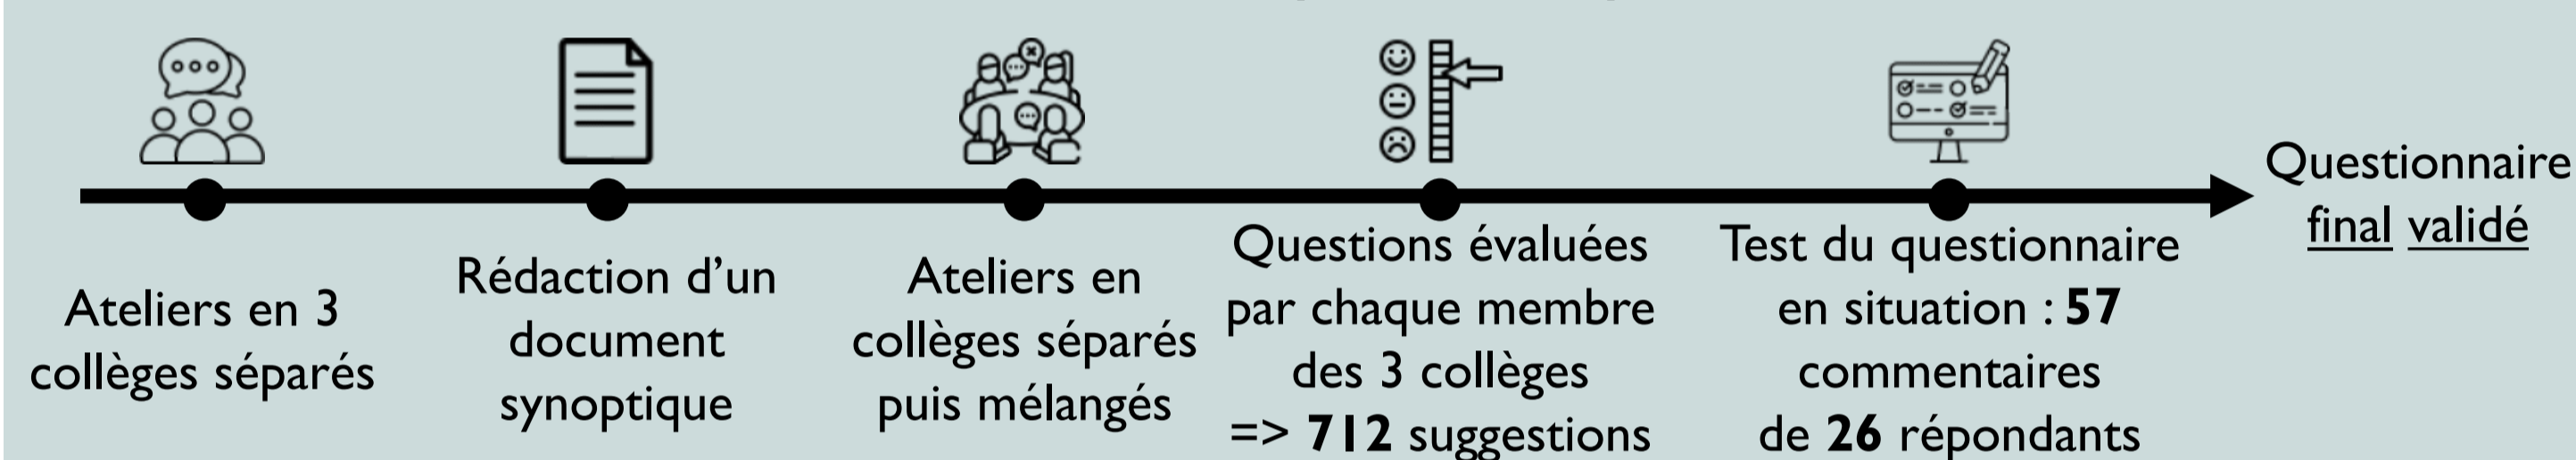 Ateliers en 3
collèges séparés
Rédaction d’un
document
synoptique
Ateliers en
collèges séparés
puis mélangés
Questions évaluées
par chaque membre
des 3 collèges
=> 712 suggestions
Test du questionnaire
en situation : 57
commentaires
de 26 répondants
Questionnaire
final validé